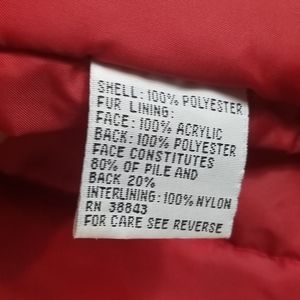 SHELL: 100% POLYESTER
FUR LINING:
FACE: 100% ACRYLIC
BACK: 100% POLYESTER
FACE CONSTITUTES
80% OF PILE AND
BACK 20%
INTERLINING: 100% NYLON
RN 38843
FOR CARE SEE REVERSE